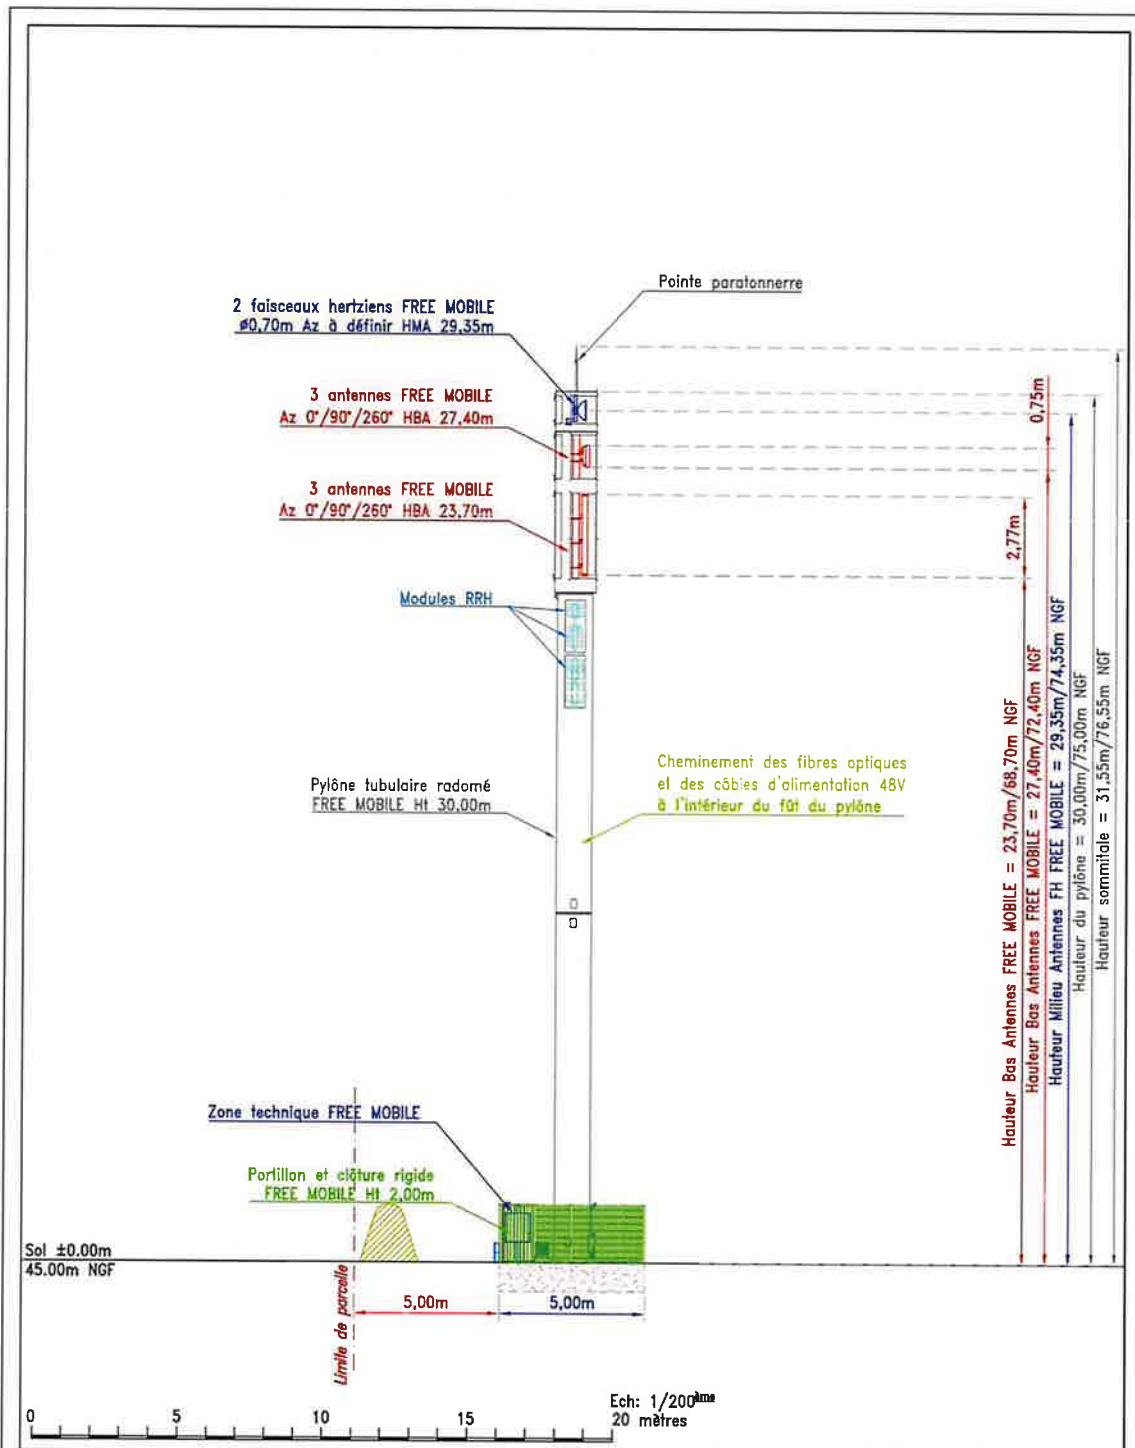 Pointe paratonnerre
2 faisceaux hertziens FREE MOBILE
ø0,70m Az à définir HMA 29,35m
3 antennes FREE MOBILE
Az 0°/90°/260° HBA 27,40m
3 antennes FREE MOBILE
Az 0°/90°/260° HBA 23,70m
Modules RRH
Pylône tubulaire radomé
FREE MOBILE Ht 30,00m
Cheminement des fibres optiques
et des câbles d'alimentation 48V
à l'intérieur du fût du pylône
0,75m
2,77m
Hauteur Bas Antennes FREE MOBILE = 23,70m/68,70m NGF
Hauteur Bas Antennes FREE MOBILE = 27,40m/72,40m NGF
Hauteur Milieu Antennes FH FREE MOBILE = 29,35m/74,35m NGF
Hauteur du pylône = 30,00m/75,00m NGF
Hauteur sommitale = 31,55m/76,55m NGF
Zone technique FREE MOBILE
Portillon et clôture rigide
FREE MOBILE Ht 2,00m
Sol ±0.00m
45.00m NGF
5,00m
5,00m
Limite de parcelle
Ech: 1/200ème
0 5 10 15 20 mètres